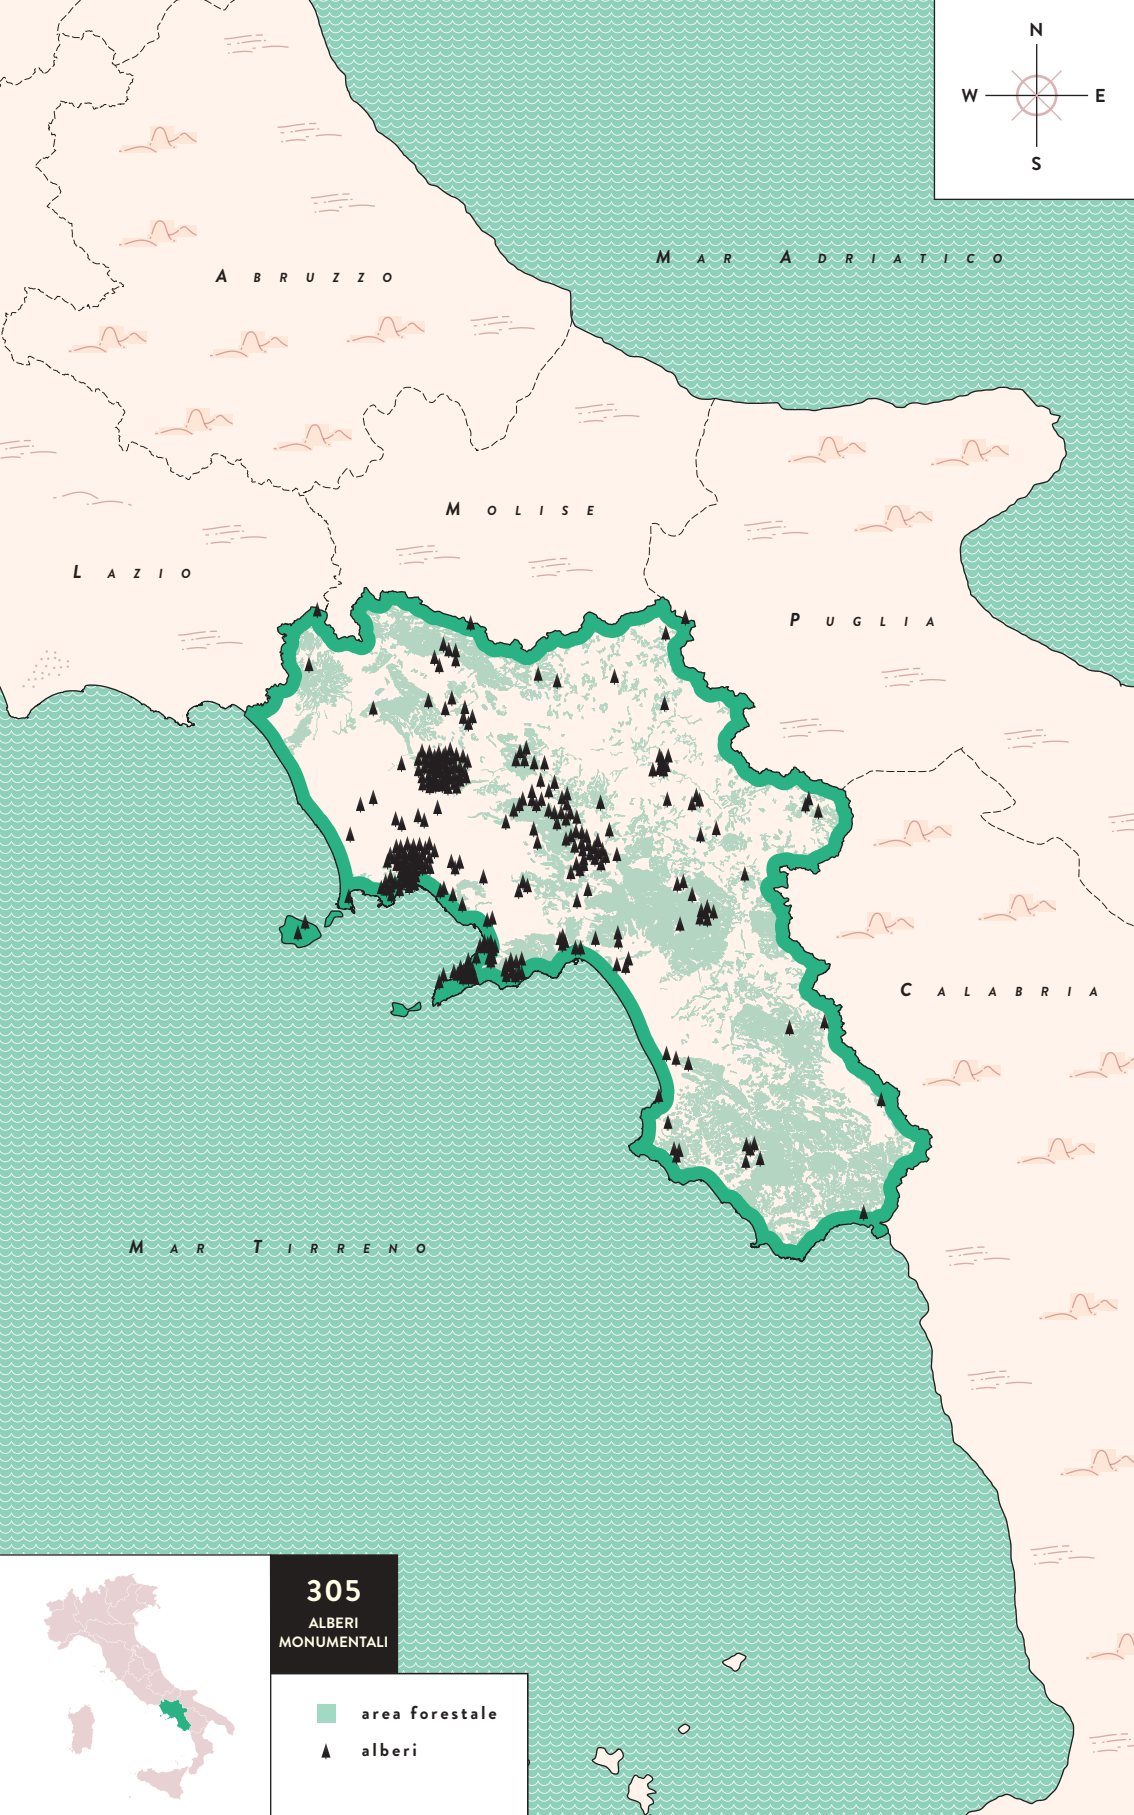 N
W E
S
MAR ADRIATICO
ABRUZZO
MOLISE
LAZIO
PUGLIA
CALABRIA
MAR TIRRENO
305
ALBERI
MONUMENTALI
area forestale
alberi